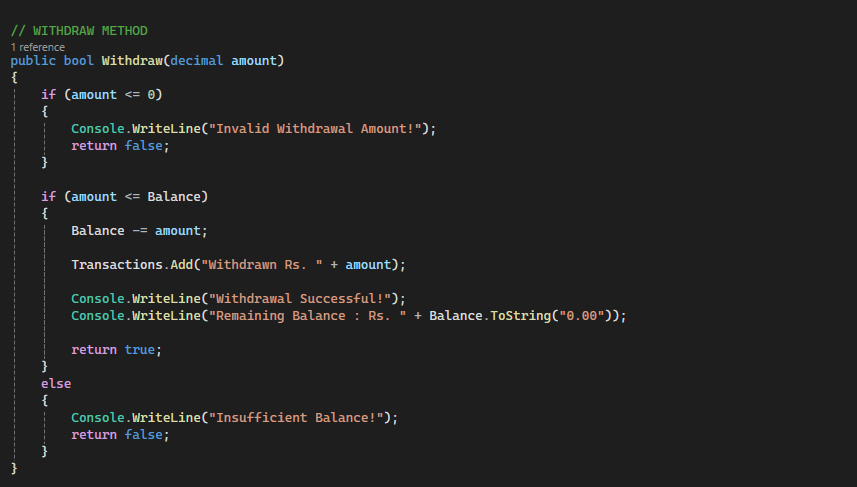 // WITHDRAW METHOD
1 reference
public bool Withdraw(decimal amount)
{
    if (amount <= 0)
    {
        Console.WriteLine("Invalid Withdrawal Amount!");
        return false;
    }

    if (amount <= Balance)
    {
        Balance -= amount;

        Transactions.Add("Withdrawn Rs. " + amount);

        Console.WriteLine("Withdrawal Successful!");
        Console.WriteLine("Remaining Balance : Rs. " + Balance.ToString("0.00"));

        return true;
    }
    else
    {
        Console.WriteLine("Insufficient Balance!");
        return false;
    }
}